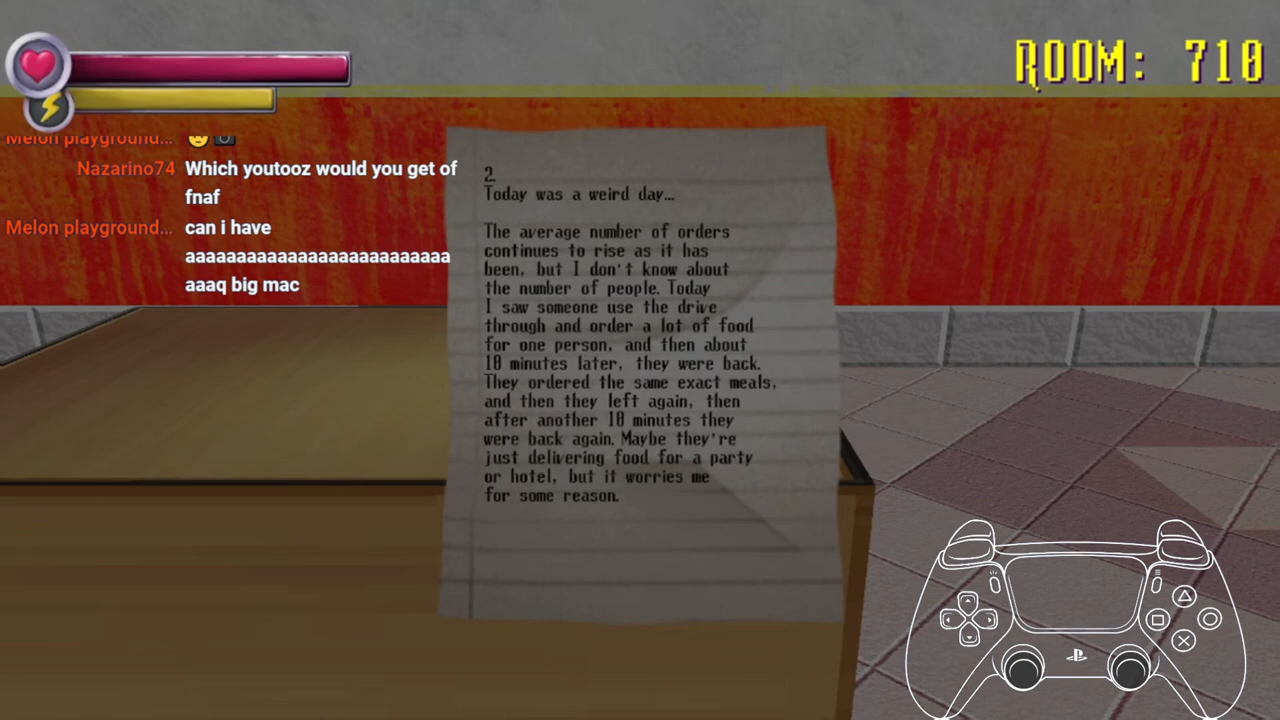 ROOM: 710
Melon playground...
Nazarino74 Which youtooz would you get of
fnaf
Melon playground... can i have
aaaaaaaaaaaaaaaaaaaaaaaaaa
aaaq big mac
2
Today was a weird day...
The average number of orders
continues to rise as it has
been, but I don't know about
the number of people. Today
I saw someone use the drive
through and order a lot of food
for one person, and then about
10 minutes later, they were back.
They ordered the same exact meals,
and then they left again, then
after another 10 minutes they
were back again. Maybe they're
just delivering food for a party
or hotel, but it worries me
for some reason.